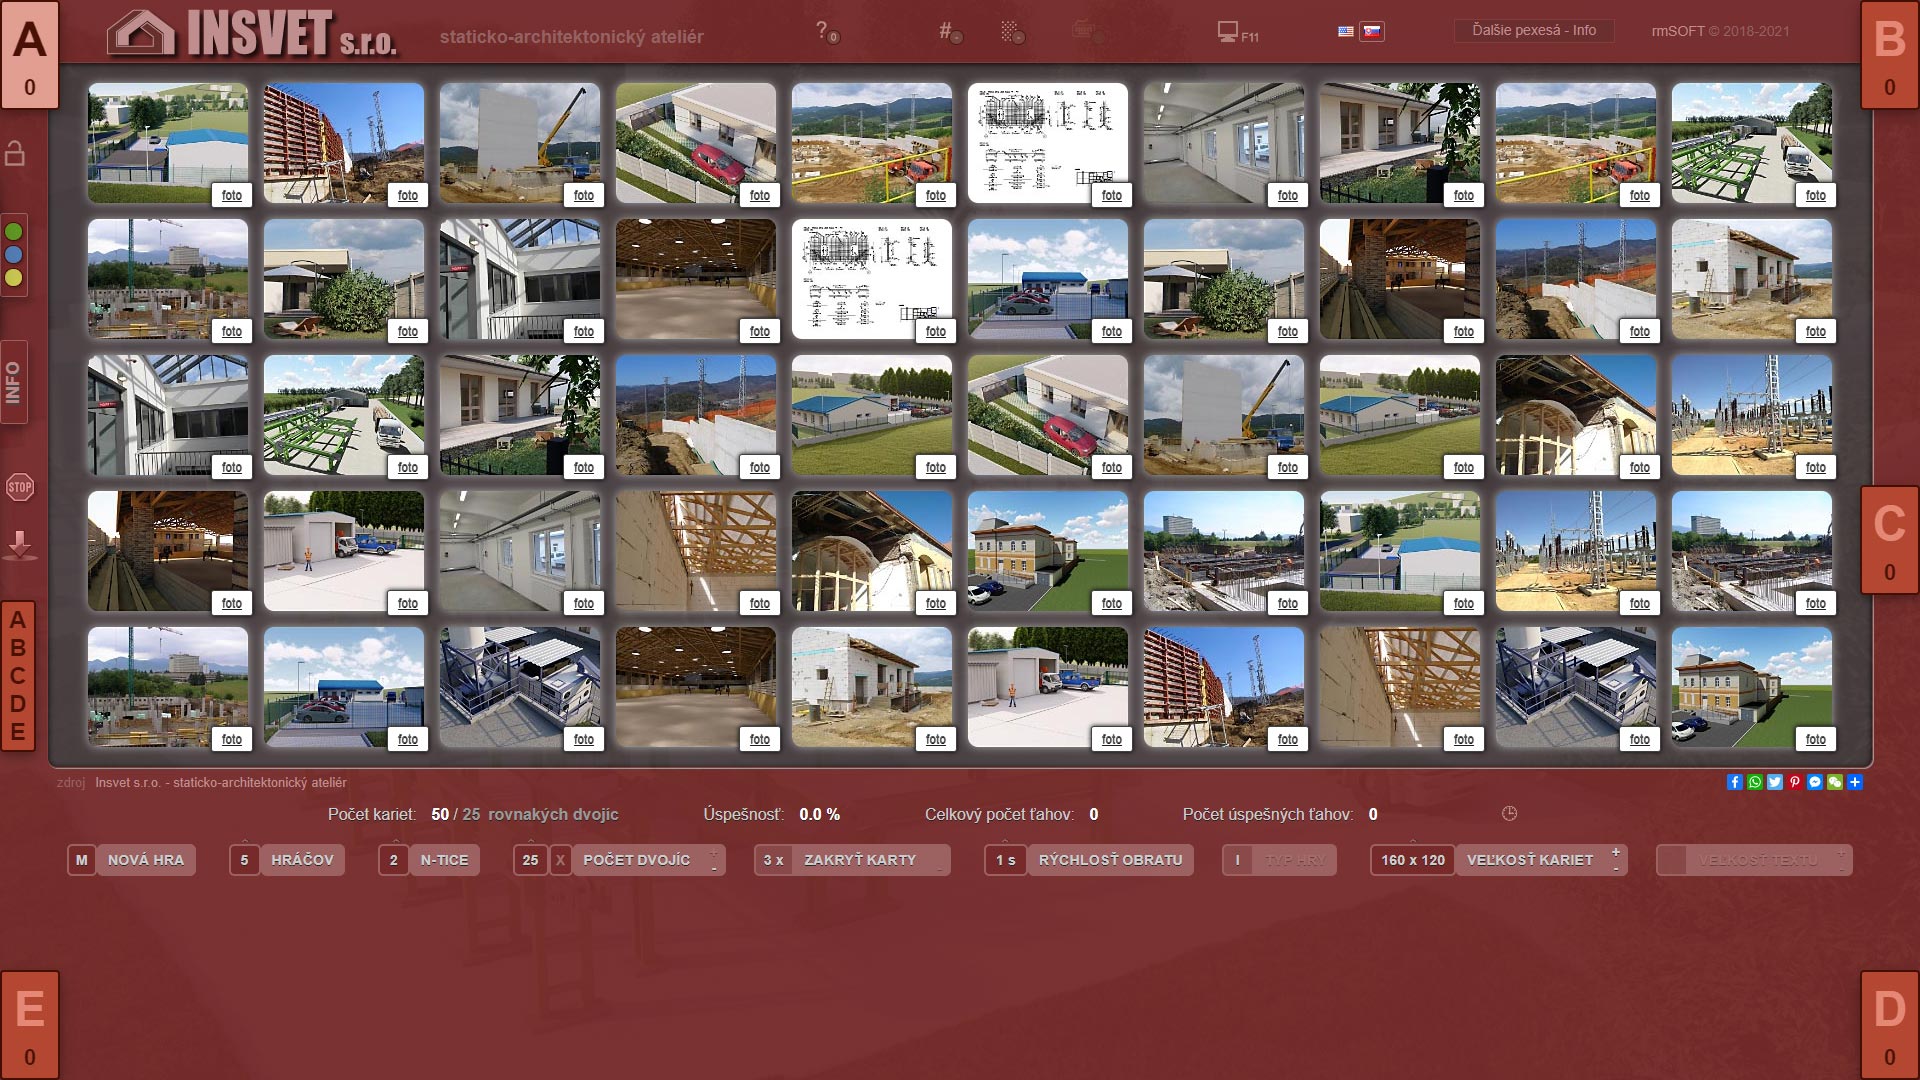 A
0
INSVET s.r.o.
staticko-architektonický ateliér
? 0
# -
-
F11
Ďalšie pexesá - Info
rmSOFT © 2018-2021
B
0
foto foto foto foto foto foto foto foto foto foto
foto foto foto foto foto foto foto foto foto foto
INFO
foto foto foto foto foto foto foto foto foto foto
STOP
C
0
foto foto foto foto foto foto foto foto foto foto
A
B
C
D
E
foto foto foto foto foto foto foto foto foto foto
zdroj Insvet s.r.o. - staticko-architektonický ateliér
Počet kariet: 50 / 25 rovnakých dvojic
Úspešnosť: 0.0 %
Celkový počet ťahov: 0
Počet úspešných ťahov: 0
M NOVÁ HRA
5 HRÁČOV
2 N-TICE
25 X POČET DVOJÍC + -
3 x ZAKRYŤ KARTY -
1 s RÝCHLOSŤ OBRATU
I TYP HRY
160 x 120 VEĽKOSŤ KARIET + -
VEĽKOSŤ TEXTU + -
E
0
D
0